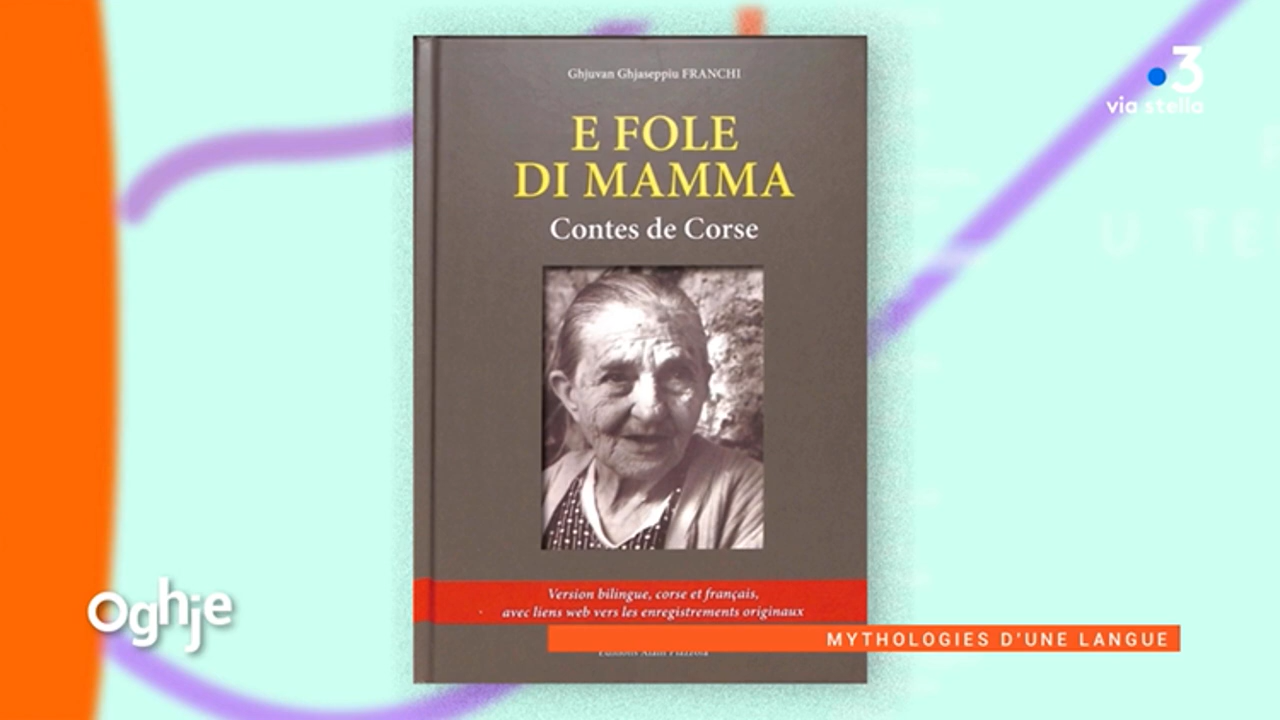 Ghjuvan Ghjaseppiu FRANCHI
E FOLE
DI MAMMA
Contes de Corse
Version bilingue, corse et français,
avec liens web vers les enregistrements originaux
3
via stella
U TE
Oghje
MYTHOLOGIES D'UNE LANGUE